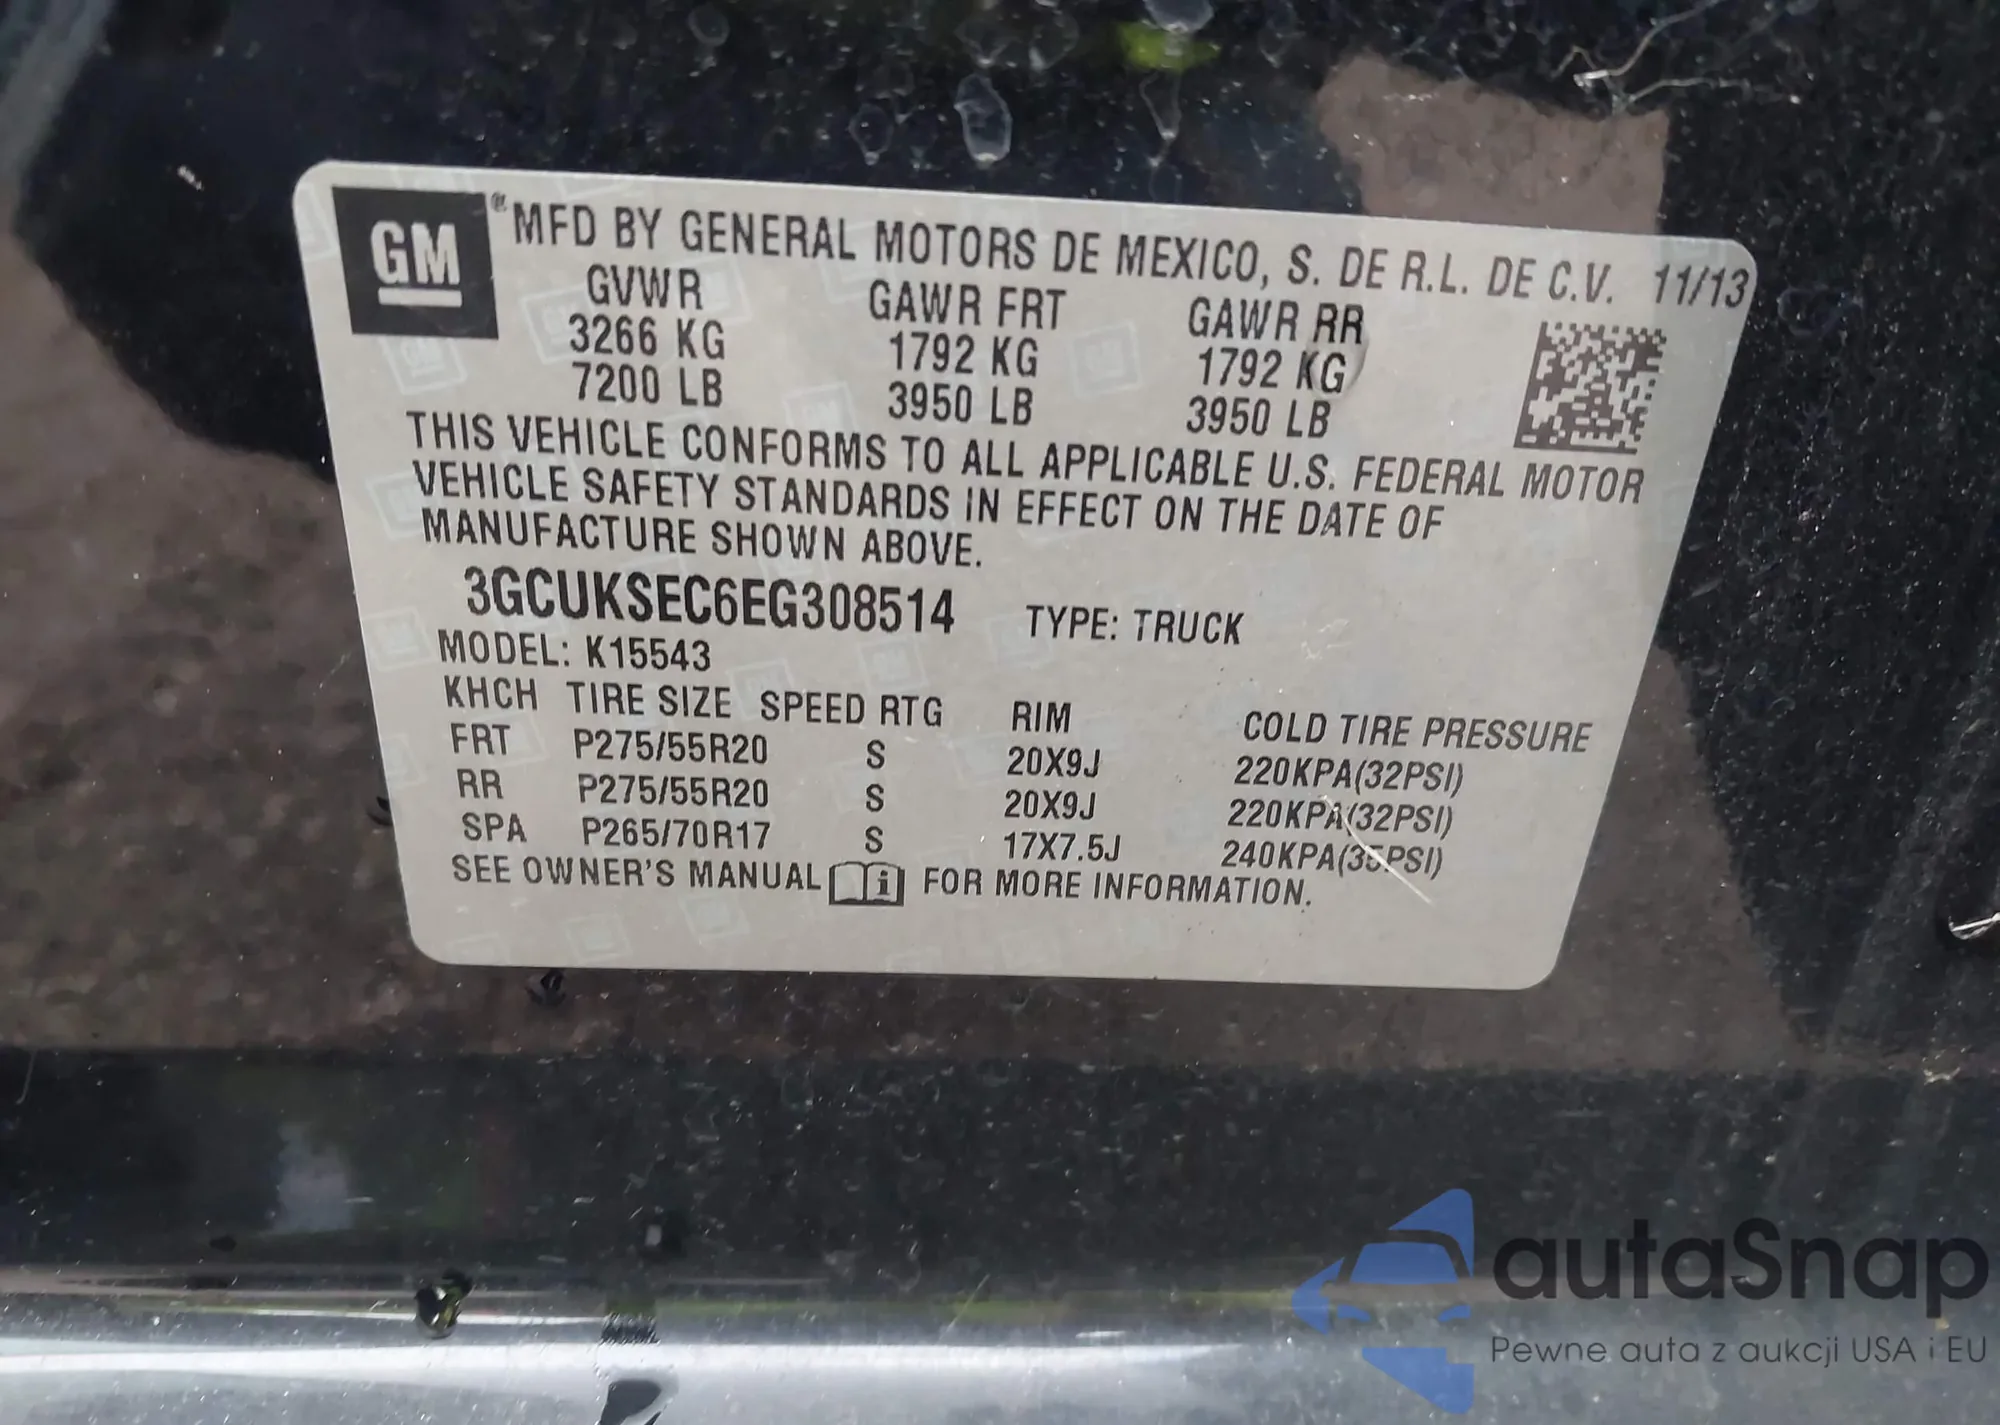 GM ® MFD BY GENERAL MOTORS DE MEXICO, S. DE R.L. DE C.V. 11/13
GVWR GAWR FRT GAWR RR
3266 KG 1792 KG 1792 KG
7200 LB 3950 LB 3950 LB
THIS VEHICLE CONFORMS TO ALL APPLICABLE U.S. FEDERAL MOTOR
VEHICLE SAFETY STANDARDS IN EFFECT ON THE DATE OF
MANUFACTURE SHOWN ABOVE.
3GCUKSEC6EG308514 TYPE: TRUCK
MODEL: K15543
KHCH TIRE SIZE SPEED RTG RIM COLD TIRE PRESSURE
FRT P275/55R20 S 20X9J 220KPA(32PSI)
RR P275/55R20 S 20X9J 220KPA(32PSI)
SPA P265/70R17 S 17X7.5J 240KPA(35PSI)
SEE OWNER'S MANUAL i FOR MORE INFORMATION.
autaSnap
Pewne auta z aukcji USA i EU